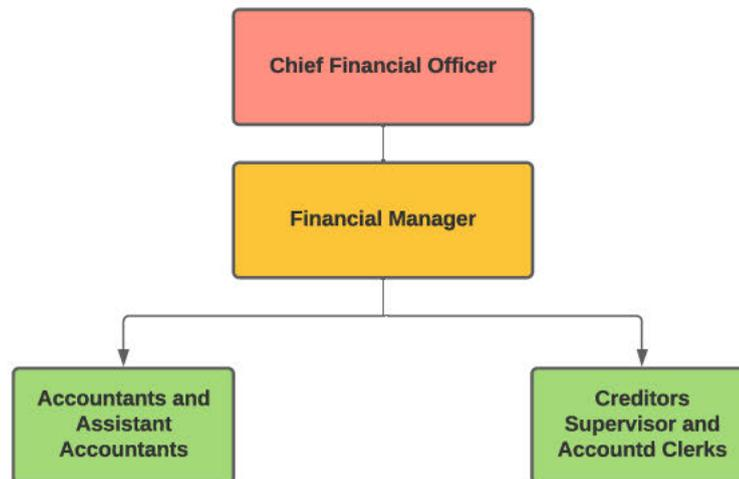 Chief Financial Officer
Financial Manager
Accountants and
Assistant
Accountants
Creditors
Supervisor and
Accountd Clerks